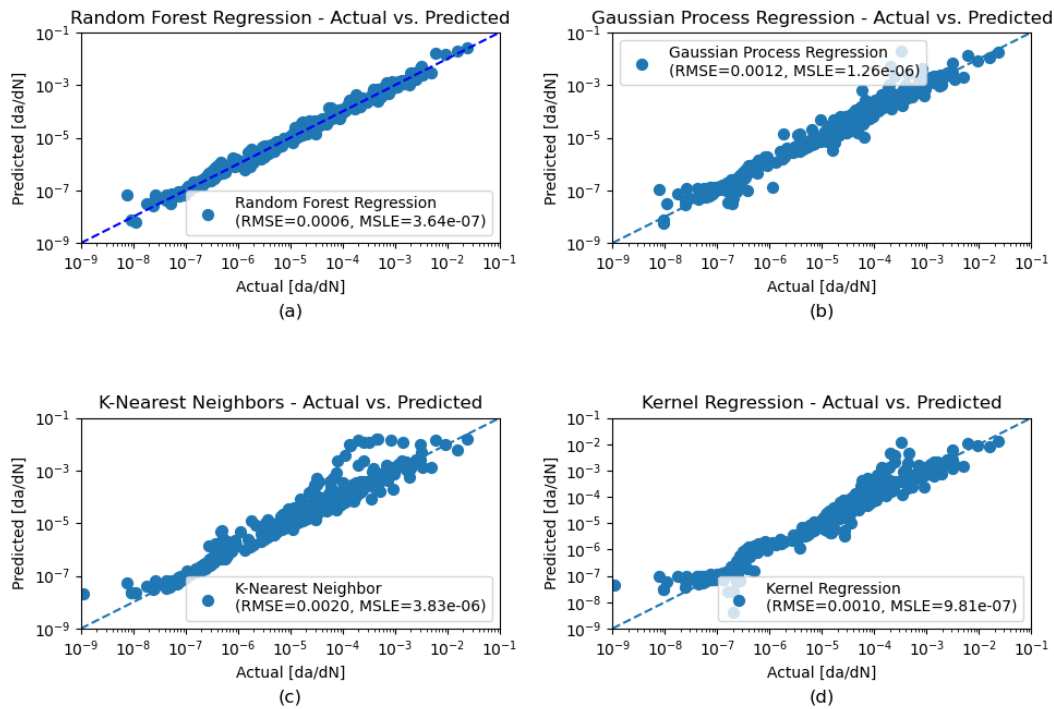 Random Forest Regression - Actual vs. Predicted
10^-1
10^-3
10^-5
10^-7
10^-9
Predicted [da/dN]
Random Forest Regression
(RMSE=0.0006, MSLE=3.64e-07)
10^-9 10^-8 10^-7 10^-6 10^-5 10^-4 10^-3 10^-2 10^-1
Actual [da/dN]
(a)
Gaussian Process Regression - Actual vs. Predicted
10^-1
10^-3
10^-5
10^-7
10^-9
Predicted [da/dN]
Gaussian Process Regression
(RMSE=0.0012, MSLE=1.26e-06)
10^-9 10^-8 10^-7 10^-6 10^-5 10^-4 10^-3 10^-2 10^-1
Actual [da/dN]
(b)
K-Nearest Neighbors - Actual vs. Predicted
10^-1
10^-3
10^-5
10^-7
10^-9
Predicted [da/dN]
K-Nearest Neighbor
(RMSE=0.0020, MSLE=3.83e-06)
10^-9 10^-8 10^-7 10^-6 10^-5 10^-4 10^-3 10^-2 10^-1
Actual [da/dN]
(c)
Kernel Regression - Actual vs. Predicted
10^-1
10^-2
10^-3
10^-4
10^-5
10^-6
10^-7
10^-8
10^-9
Predicted [da/dN]
Kernel Regression
(RMSE=0.0010, MSLE=9.81e-07)
10^-9 10^-8 10^-7 10^-6 10^-5 10^-4 10^-3 10^-2 10^-1
Actual [da/dN]
(d)